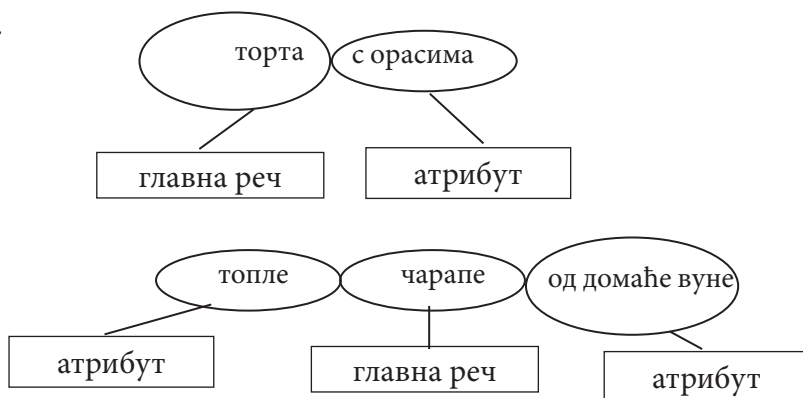 торта с орасима
главна реч атрибут
топле чарапе од домаће вуне
атрибут главна реч атрибут